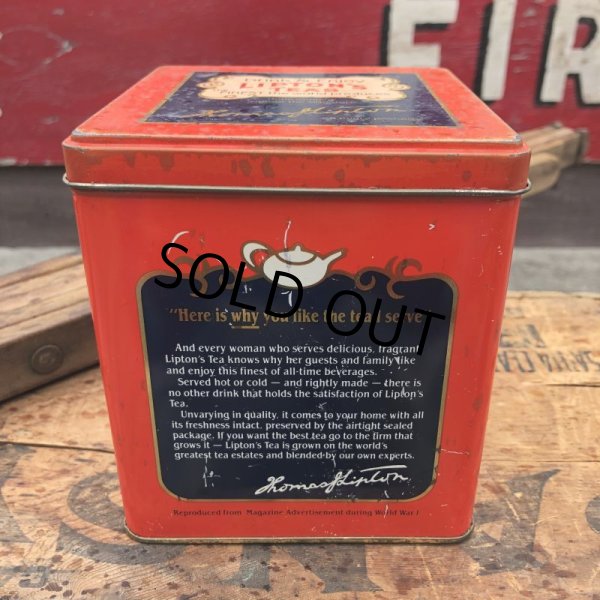 FIR
LIPTON'S
TEA
SOLD OUT
"Here is why you like the tea I serve
And every woman who serves delicious, fragrant
Lipton's Tea knows why her guests and family like
and enjoy this finest of all-time beverages.
Served hot or cold — and rightly made — there is
no other drink that holds the satisfaction of Lipton's
Tea.
Unvarying in quality, it comes to your home with all
its freshness intact, preserved by the airtight sealed
package. If you want the best tea go to the firm that
grows it — Lipton's Tea is grown on the world's
greatest tea estates and blended by our own experts.
Thomas J Lipton
Reproduced from Magazine Advertisement during World War I